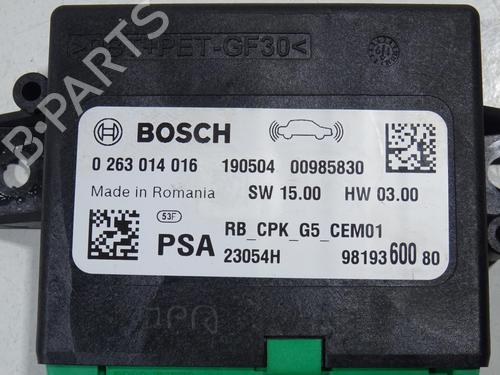 >PBT+PET-GF30<
B-PARTS
BOSCH
0 263 014 016 190504 00985830
Made in Romania SW 15.00 HW 03.00
53F
PSA RB_CPK_G5_CEM01
23054H 98193 600 80